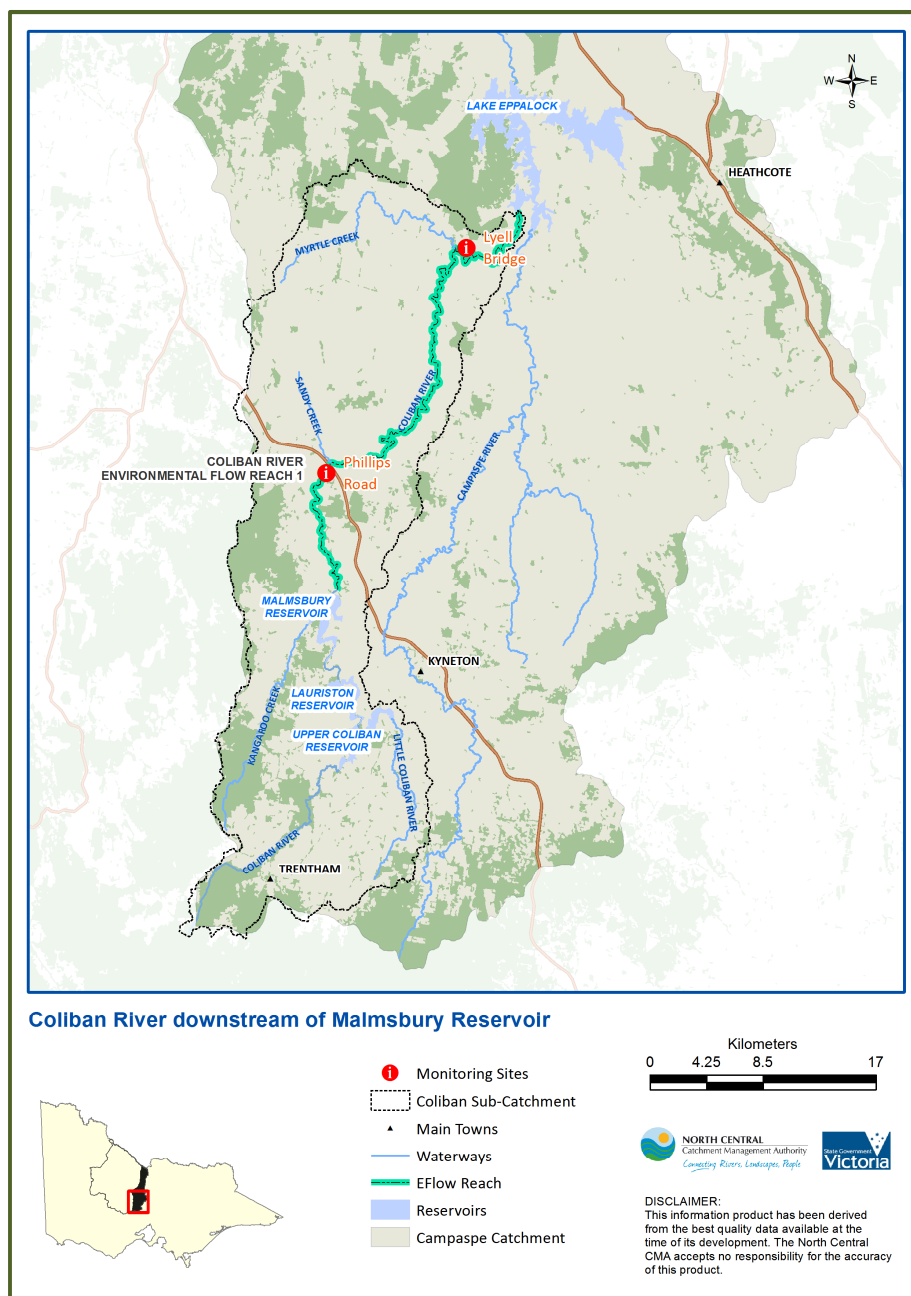 N
W E
S
LAKE EPPALOCK
HEATHCOTE
MYRTLE CREEK
i
Lyell
Bridge
SANDY CREEK
COLIBAN RIVER
CAMPASPE RIVER
COLIBAN RIVER
ENVIRONMENTAL FLOW REACH 1
i
Phillips
Road
MALMSBURY
RESERVOIR
KYNETON
KANGAROO CREEK
LAURISTON
RESERVOIR
UPPER COLIBAN
RESERVOIR
LITTLE COLIBAN RIVER
COLIBAN RIVER
TRENTHAM
Coliban River downstream of Malmsbury Reservoir
i Monitoring Sites
Coliban Sub-Catchment
Main Towns
Waterways
EFlow Reach
Reservoirs
Campaspe Catchment
Kilometers
0 4.25 8.5 17
NORTH CENTRAL
Catchment Management Authority
Connecting Rivers, Landscapes, People
State Government
Victoria
DISCLAIMER:
This information product has been derived
from the best quality data available at the
time of its development. The North Central
CMA accepts no responsibility for the accuracy
of this product.